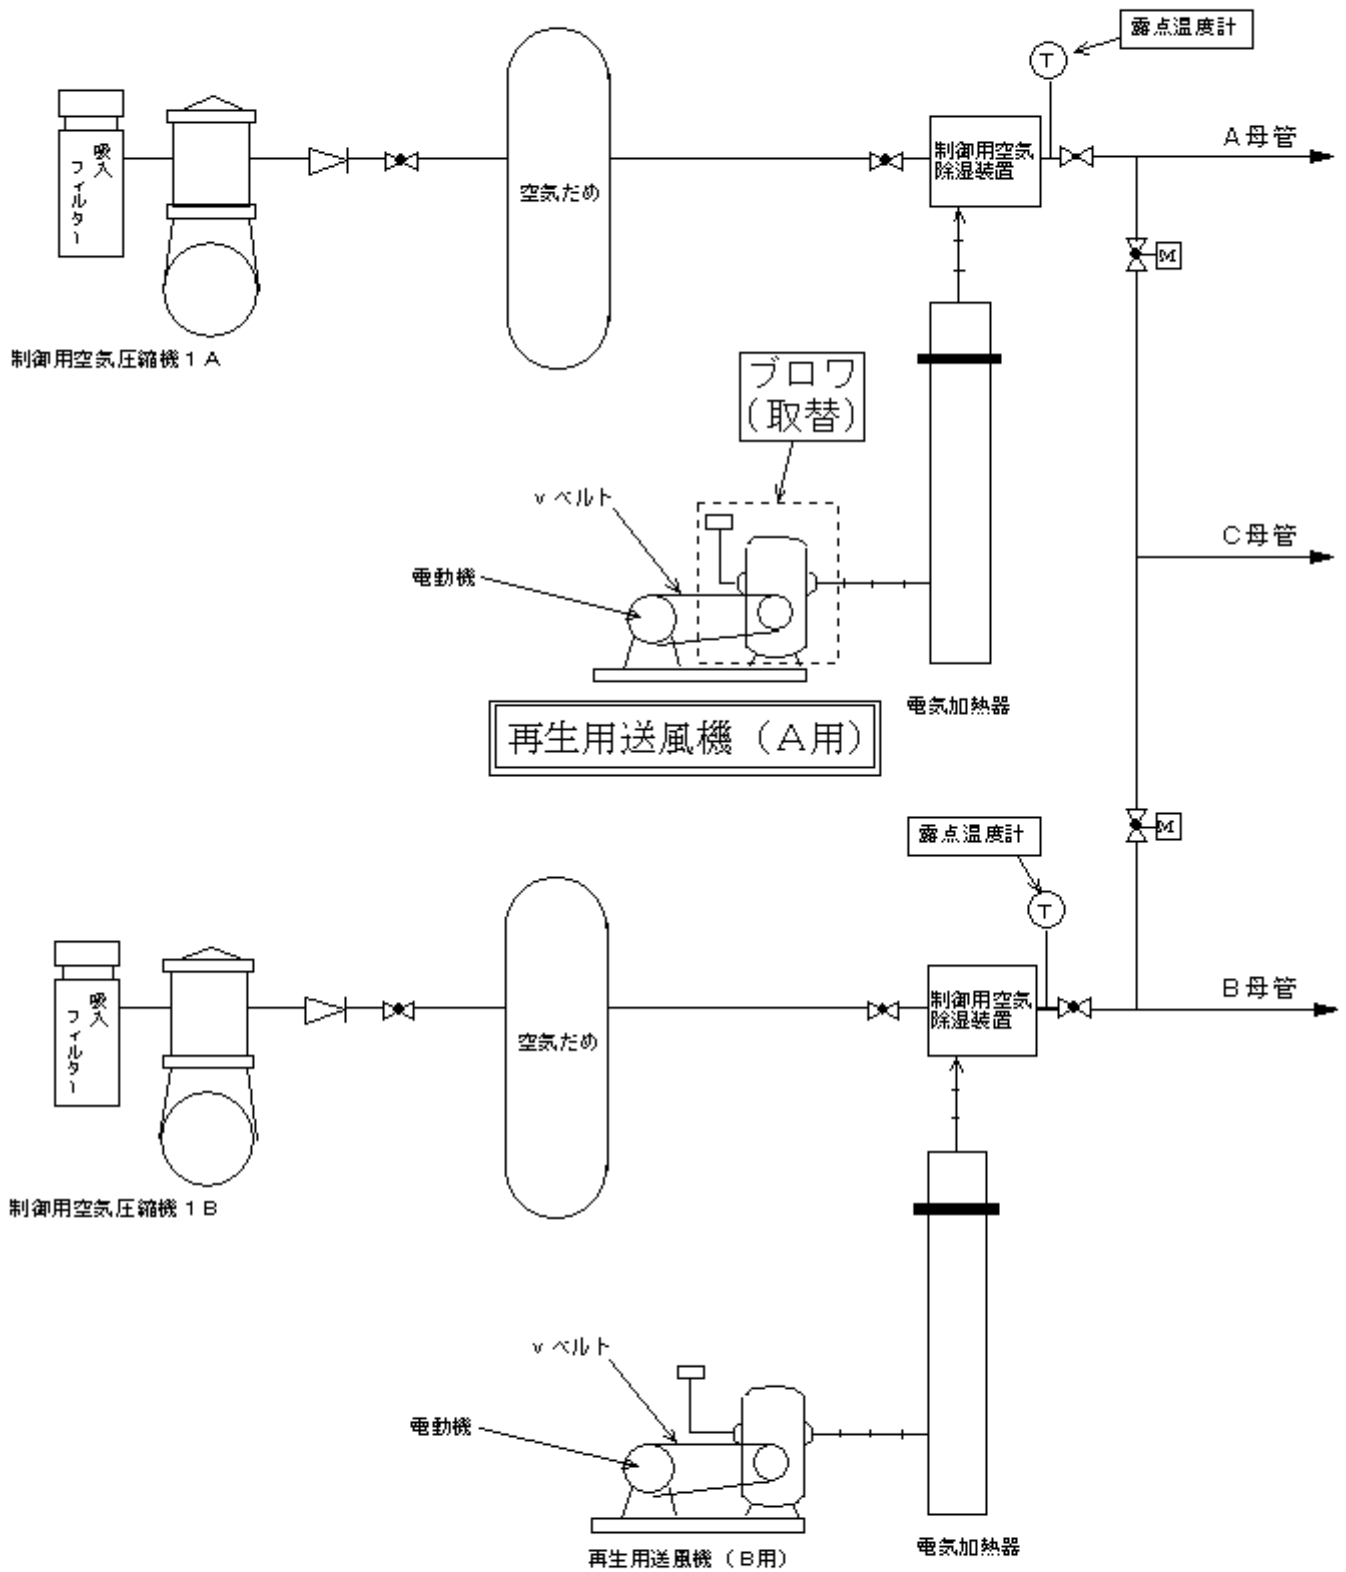 露点温度計
T
A母管
吸入
フィルター
制御用空気
除湿装置
空気だめ
M
制御用空気圧縮機１A
ブロワ
（取替）
v ベルト
C母管
電動機
電気加熱器
再生用送風機（A用）
M
露点温度計
T
B母管
吸入
フィルター
制御用空気
除湿装置
空気だめ
制御用空気圧縮機１B
v ベルト
電動機
電気加熱器
再生用送風機（B用）